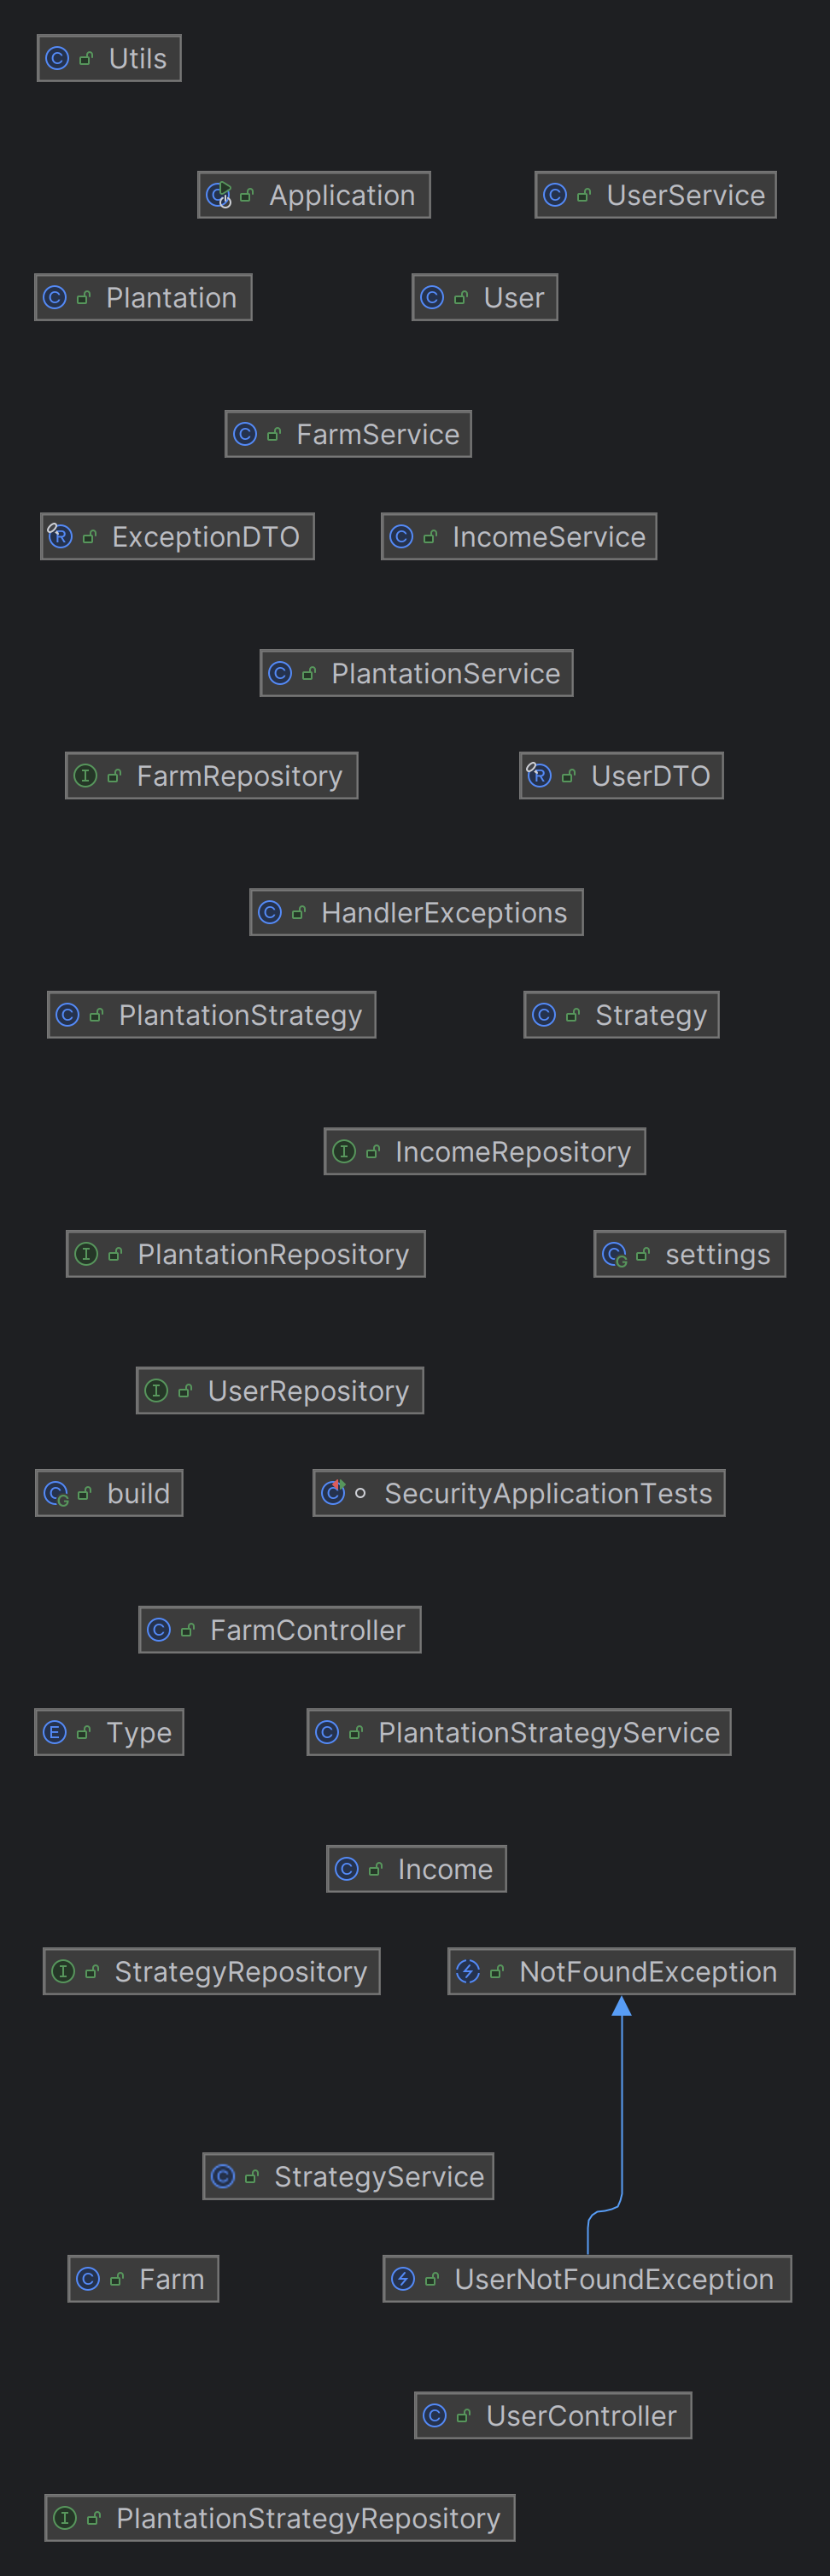 Utils
Application
UserService
Plantation
User
FarmService
ExceptionDTO
IncomeService
PlantationService
FarmRepository
UserDTO
HandlerExceptions
PlantationStrategy
Strategy
IncomeRepository
PlantationRepository
settings
UserRepository
build
SecurityApplicationTests
FarmController
Type
PlantationStrategyService
Income
StrategyRepository
NotFoundException
StrategyService
Farm
UserNotFoundException
UserController
PlantationStrategyRepository